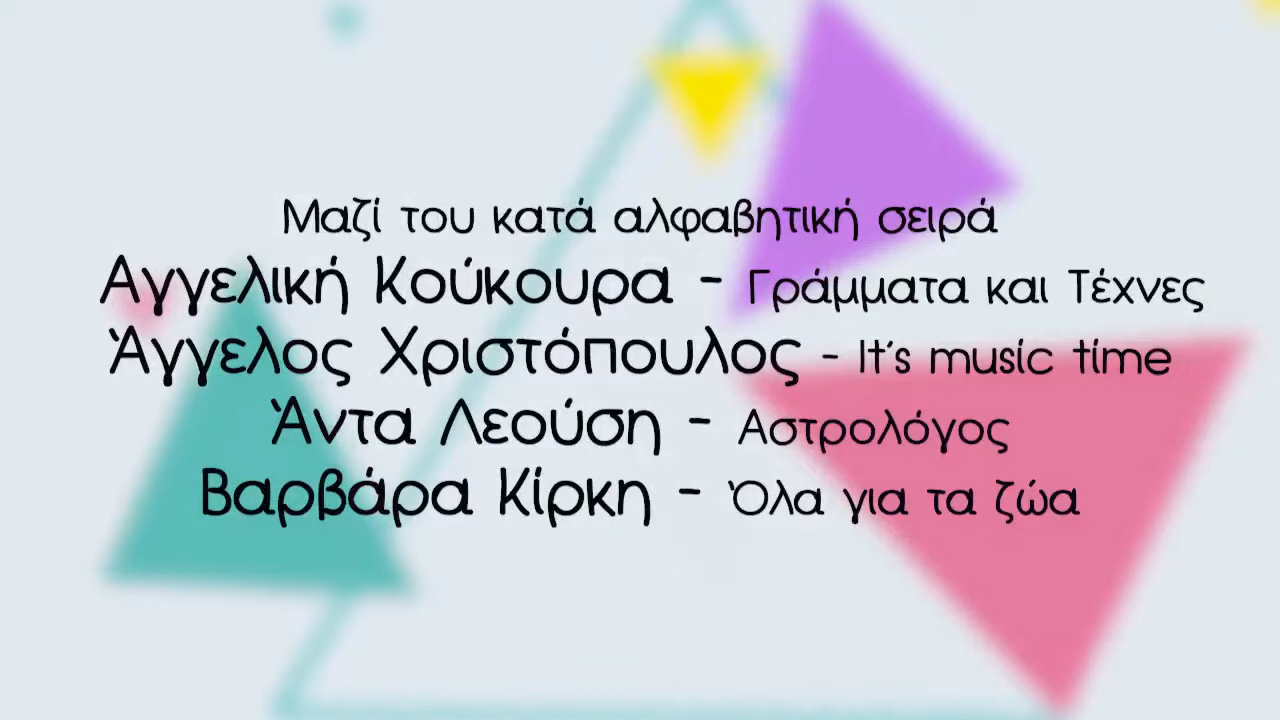 Μαζί του κατά αλφαβητική σειρά
Αγγελική Κούκουρα - Γράμματα και Τέχνες
Άγγελος Χριστόπουλος - It's music time
Άντα Λεούση - Αστρολόγος
Βαρβάρα Κίρκη - Όλα για τα ζώα